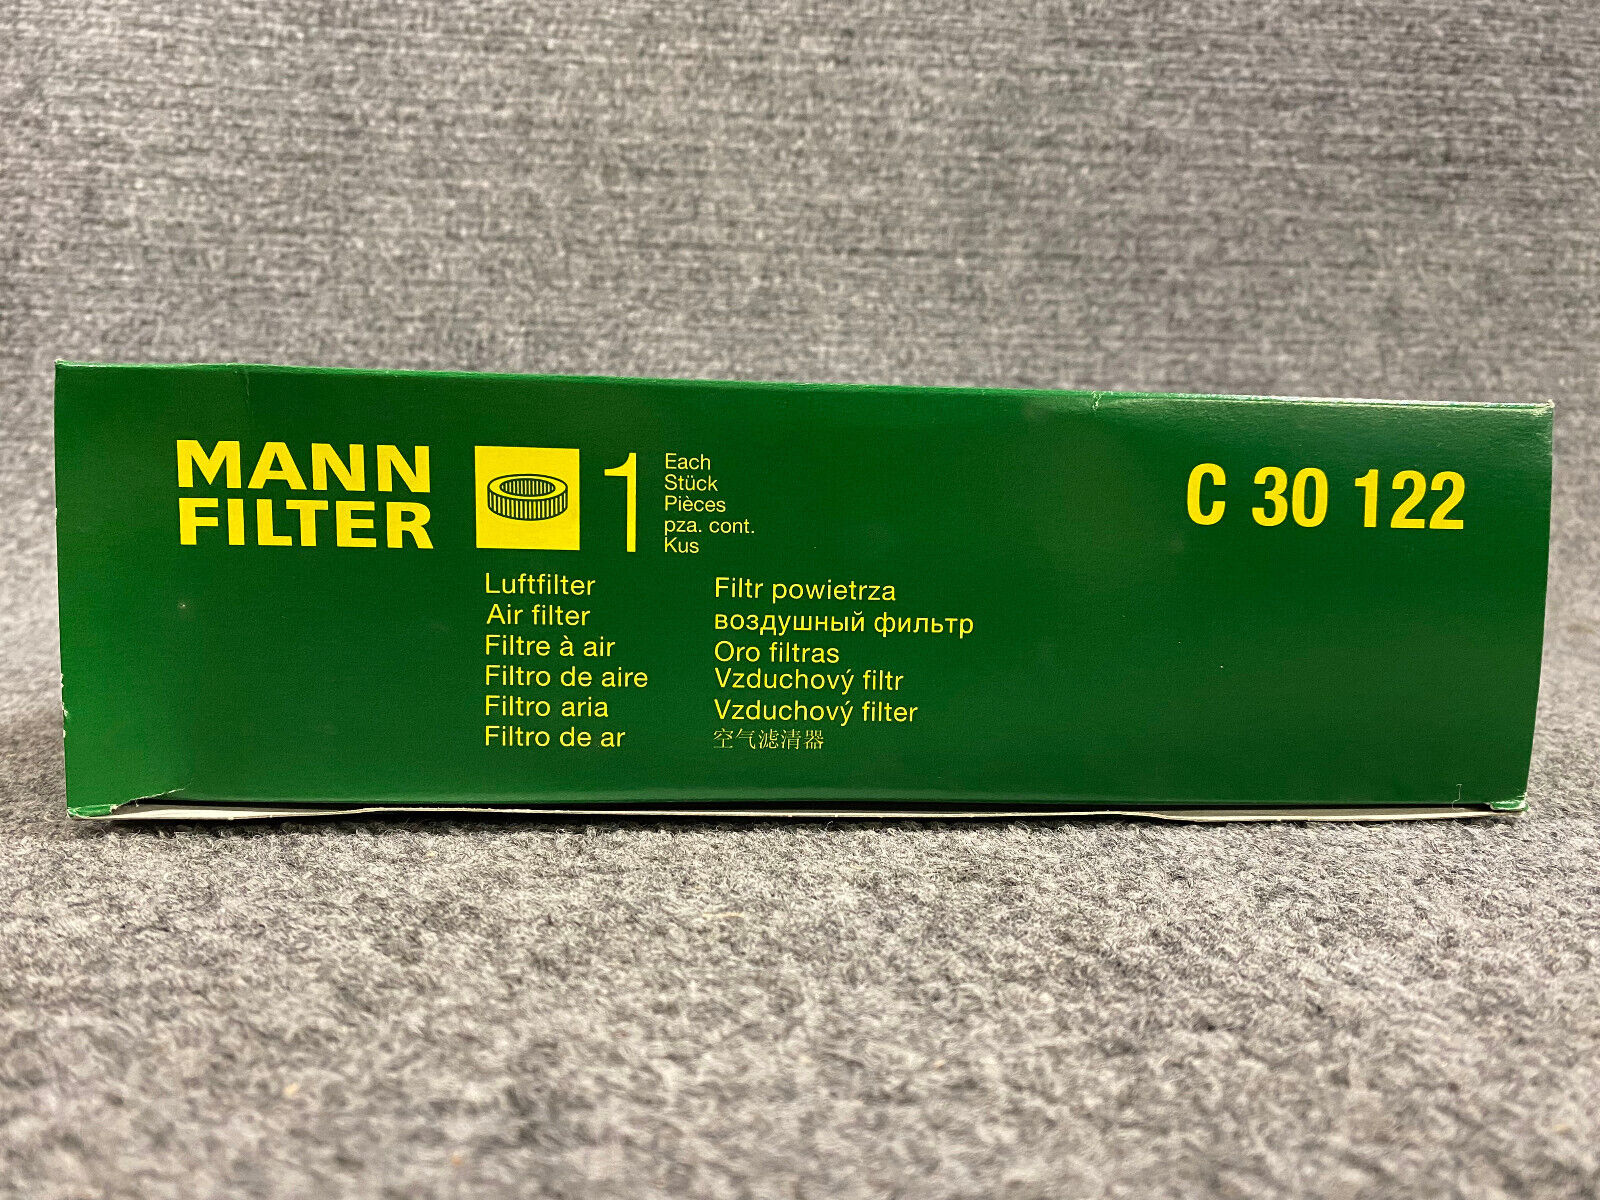 MANN
FILTER
1
Each
Stück
Pièces
pza. cont.
Kus
C 30 122
Luftfilter
Air filter
Filtre à air
Filtro de aire
Filtro aria
Filtro de ar
Filtr powietrza
воздушный фильтр
Oro filtras
Vzduchový filtr
Vzduchový filter
空气滤清器